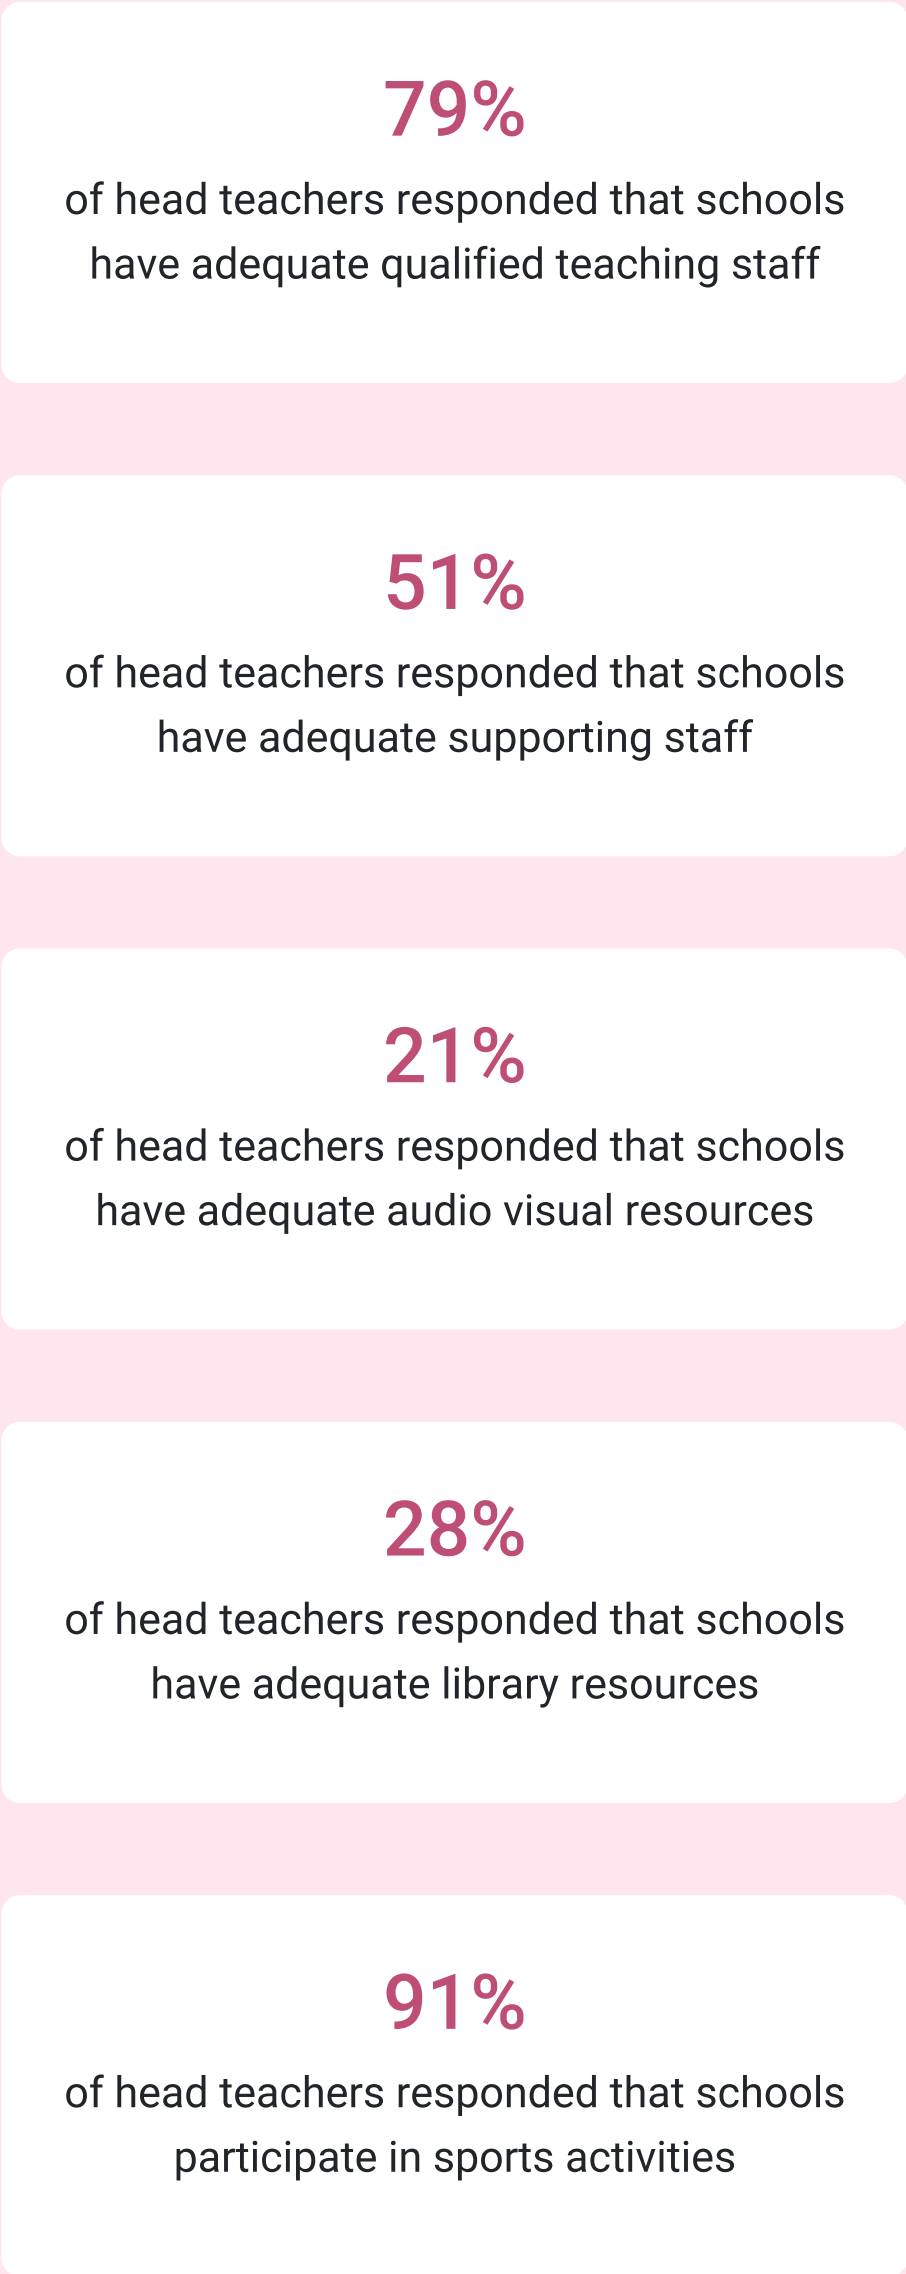 79%
of head teachers responded that schools
have adequate qualified teaching staff
51%
of head teachers responded that schools
have adequate supporting staff
21%
of head teachers responded that schools
have adequate audio visual resources
28%
of head teachers responded that schools
have adequate library resources
91%
of head teachers responded that schools
participate in sports activities